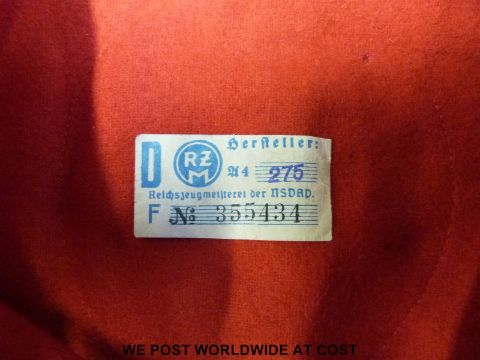 D RZM Hersteller:
A4 275
Reichszeugmeisterei der NSDAP.
F № 355434
WE POST WORLDWIDE AT COST